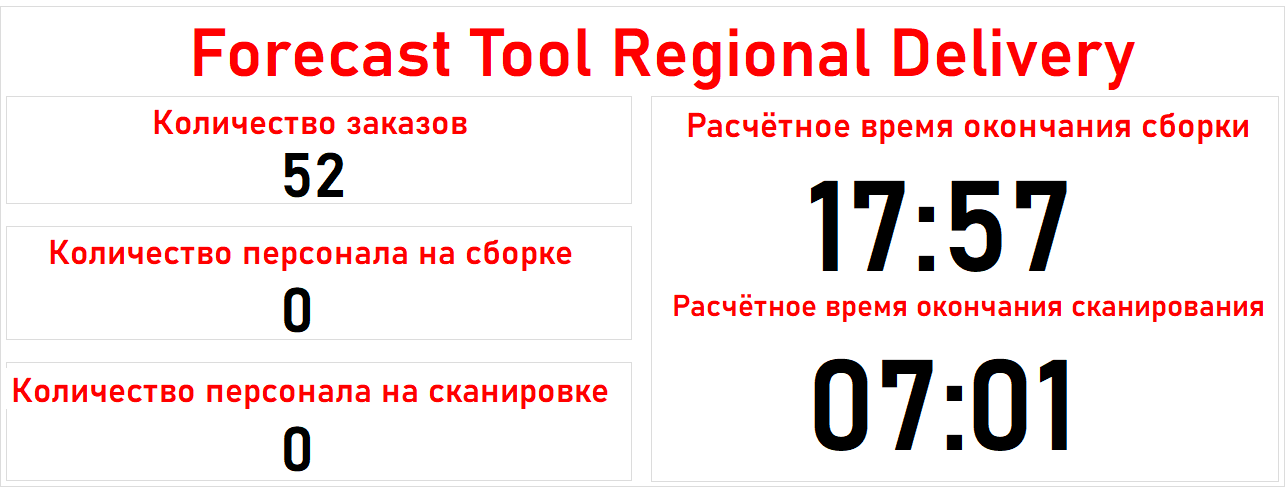 Forecast Tool Regional Delivery
Количество заказов
52
Количество персонала на сборке
0
Количество персонала на сканировке
0
Расчётное время окончания сборки
17:57
Расчётное время окончания сканирования
07:01